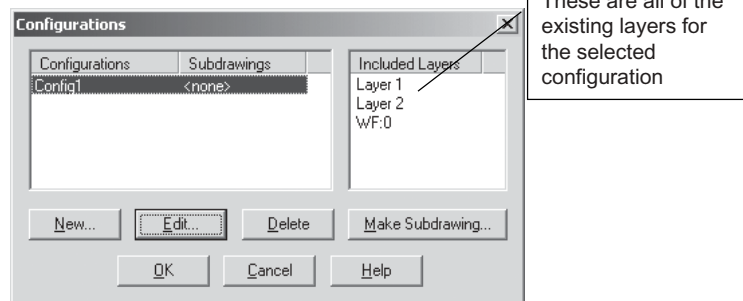 These are all of the
existing layers for
the selected
configuration
Configurations
Configurations Subdrawings
Config1 <none>
Included Layers
Layer 1
Layer 2
WF:0
New... Edit... Delete Make Subdrawing...
OK Cancel Help